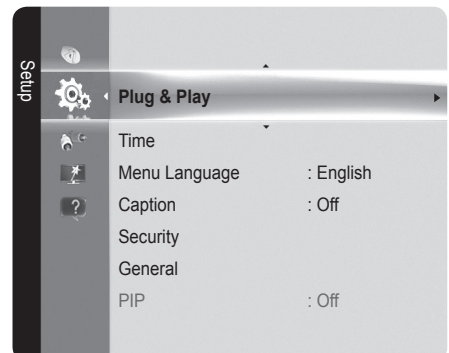 Setup
Plug & Play
Time
Menu Language : English
Caption : Off
Security
General
PIP : Off